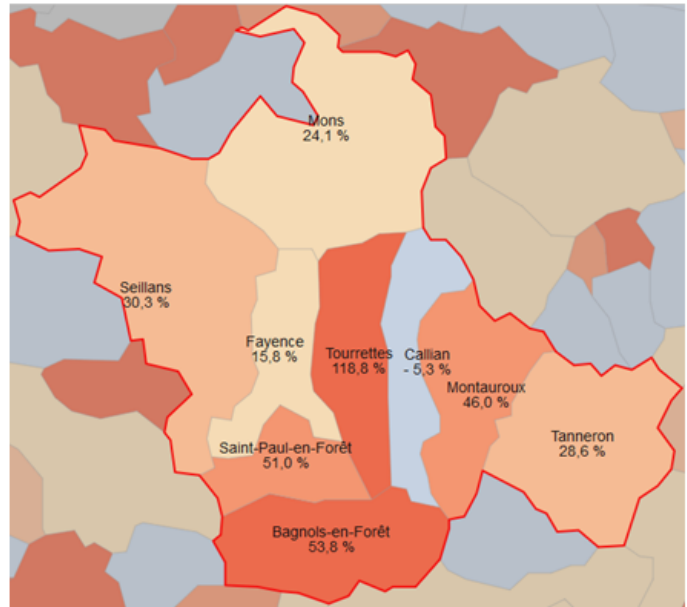 Mons
24,1 %
Seillans
30,3 %
Fayence
15,8 %
Tourrettes
118,8 %
Callian
- 5,3 %
Montauroux
46,0 %
Tanneron
28,6 %
Saint-Paul-en-Forêt
51,0 %
Bagnols-en-Forêt
53,8 %